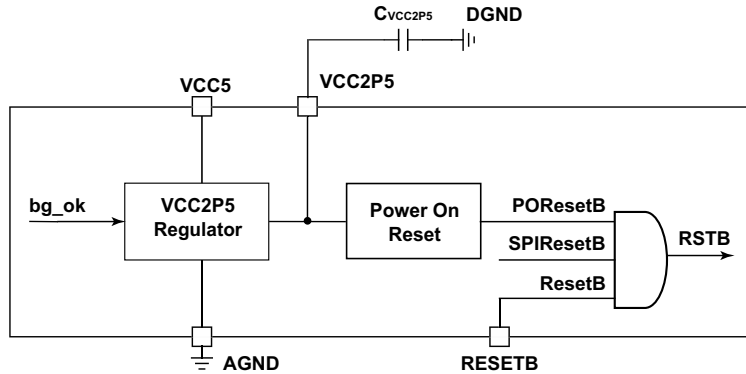 CVCC2P5
DGND
VCC5
VCC2P5
bg_ok
VCC2P5
Regulator
Power On
Reset
POResetB
SPIResetB
ResetB
RSTB
AGND
RESETB